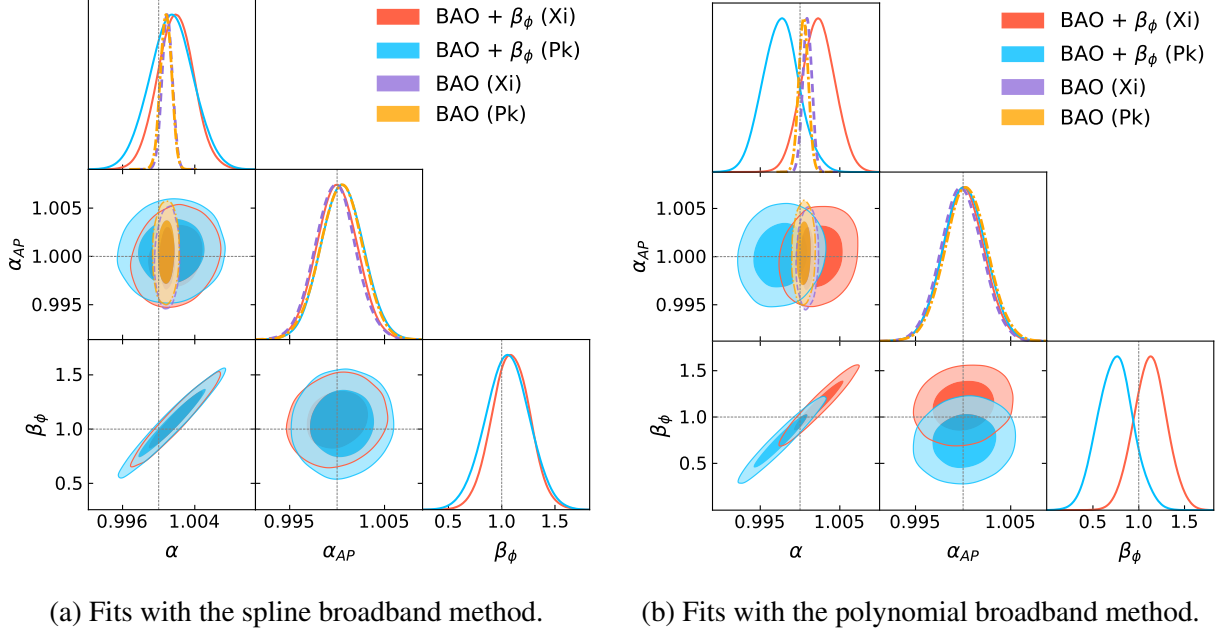 BAO + β_ϕ (Xi)
BAO + β_ϕ (Pk)
BAO (Xi)
BAO (Pk)
1.005
1.000
0.995
α_AP
1.5
1.0
0.5
β_ϕ
0.996 1.004
α
0.995 1.005
α_AP
0.5 1.0 1.5
β_ϕ
(a) Fits with the spline broadband method.
BAO + β_ϕ (Xi)
BAO + β_ϕ (Pk)
BAO (Xi)
BAO (Pk)
1.005
1.000
0.995
α_AP
1.5
1.0
0.5
β_ϕ
0.995 1.005
α
0.995 1.005
α_AP
0.5 1.0 1.5
β_ϕ
(b) Fits with the polynomial broadband method.